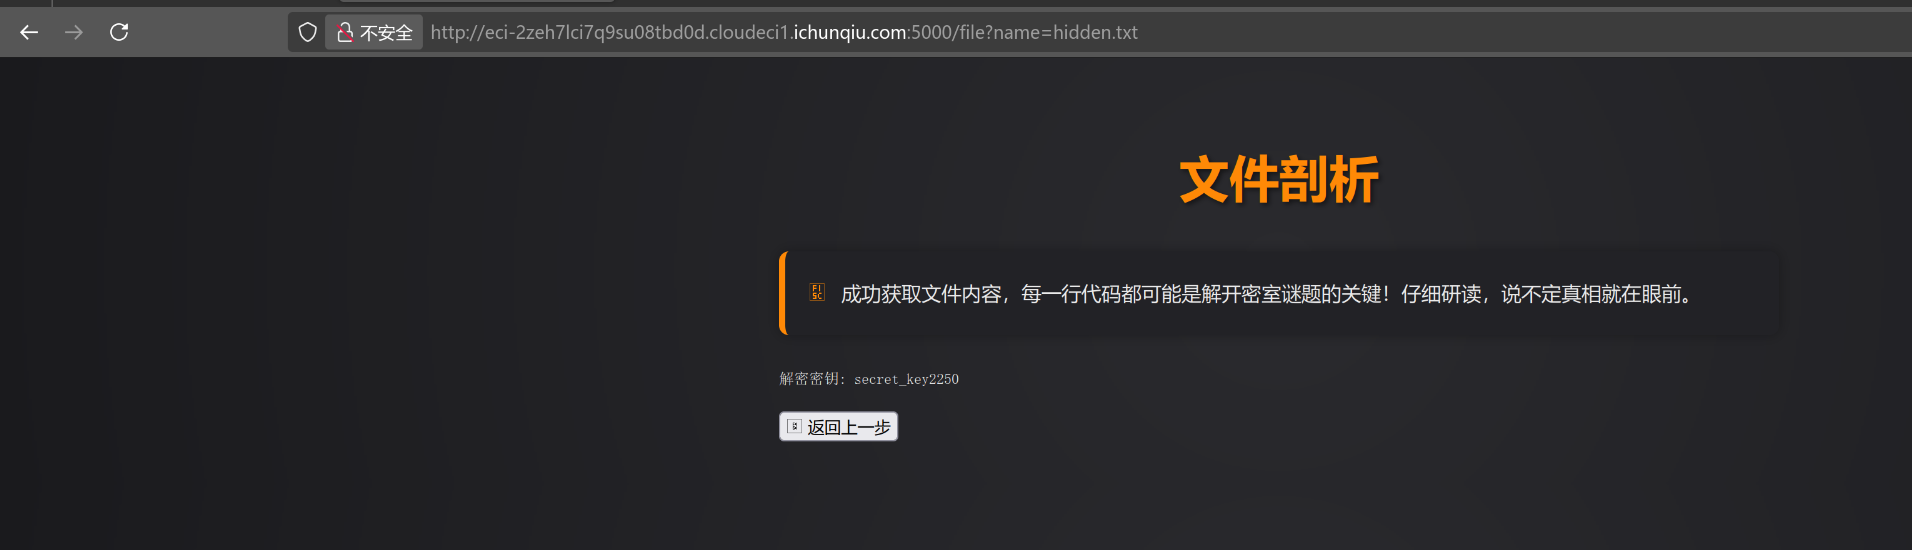 不安全 http://eci-2zeh7lci7q9su08tbd0d.cloudeci1.ichunqiu.com:5000/file?name=hidden.txt
文件剖析
成功获取文件内容，每一行代码都可能是解开密室谜题的关键！仔细研读，说不定真相就在眼前。
解密密钥: secret_key2250
返回上一步